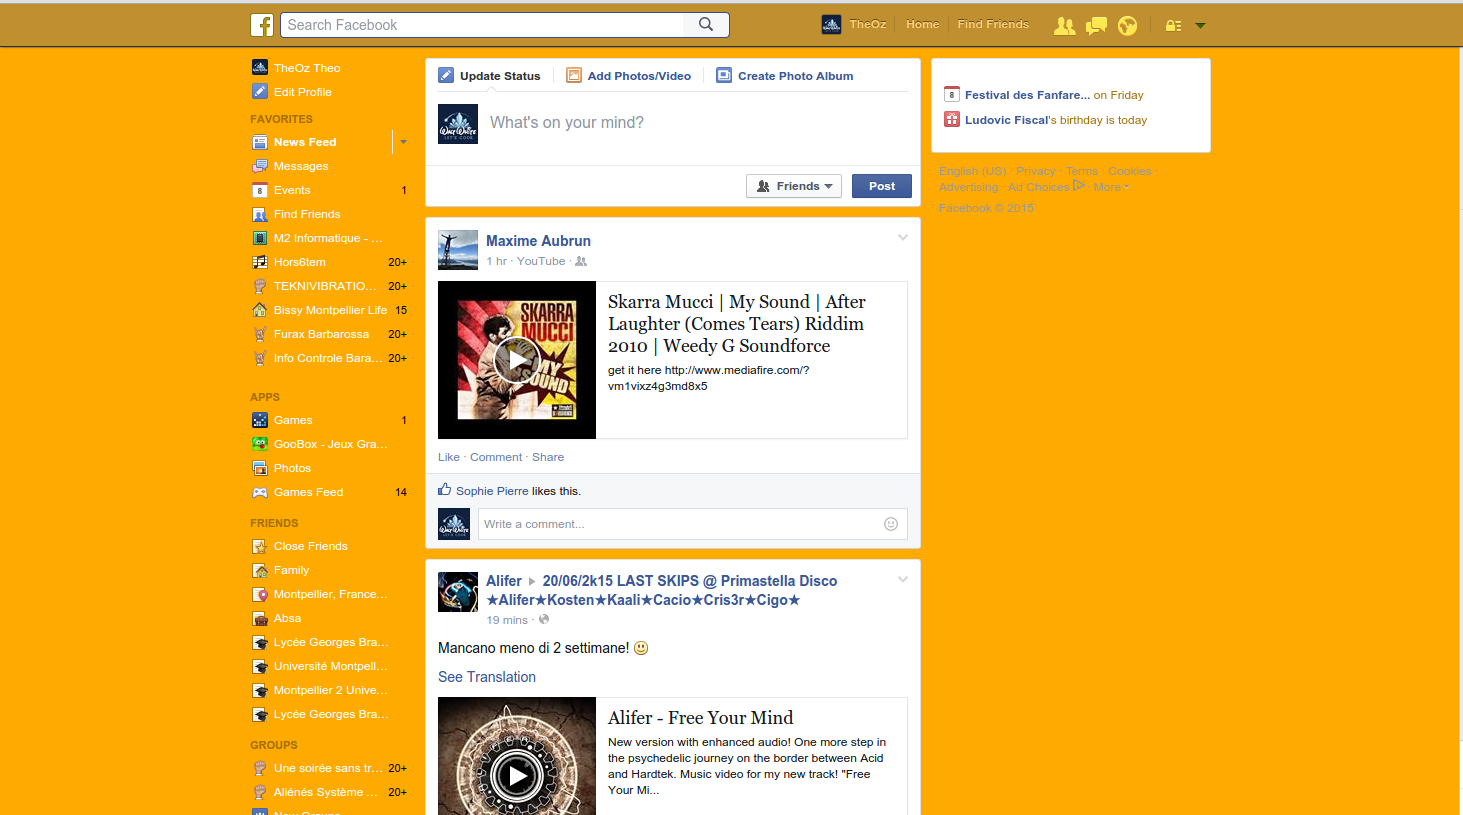 Search Facebook
TheOz
Home
Find Friends
TheOz Theo
Edit Profile
FAVORITES
News Feed
Messages
Events 1
Find Friends
M2 Informatique - ...
Hors6tem 20+
TEKNIVIBRATIO... 20+
Bissy Montpellier Life 15
Furax Barbarossa 20+
Info Controle Bara... 20+
APPS
Games 1
GooBox - Jeux Gra...
Photos
Games Feed 14
FRIENDS
Close Friends
Family
Montpellier, France...
Absa
Lycée Georges Bra...
Université Montpell...
Montpellier 2 Unive...
Lycée Georges Bra...
GROUPS
Une soirée sans tr... 20+
Aliénés Système ... 20+
New Groups
Update Status
Add Photos/Video
Create Photo Album
What's on your mind?
Friends
Post
Maxime Aubrun
1 hr · YouTube ·
SKARRA
MUCCI
MY
SOUND
Skarra Mucci | My Sound | After
Laughter (Comes Tears) Riddim
2010 | Weedy G Soundforce
get it here http://www.mediafire.com/?
vm1vixz4g3md8x5
Like · Comment · Share
Sophie Pierre likes this.
Write a comment...
Alifer ▸ 20/06/2k15 LAST SKIPS @ Primastella Disco
★Alifer★Kosten★Kaali★Cacio★Cris3r★Cigo★
19 mins ·
Mancano meno di 2 settimane!
See Translation
Alifer - Free Your Mind
New version with enhanced audio! One more step in
the psychedelic journey on the border between Acid
and Hardtek. Music video for my new track! "Free
Your Mi...
8 Festival des Fanfare... on Friday
Ludovic Fiscal's birthday is today
English (US) · Privacy · Terms · Cookies ·
Advertising · Ad Choices · More
Facebook © 2015